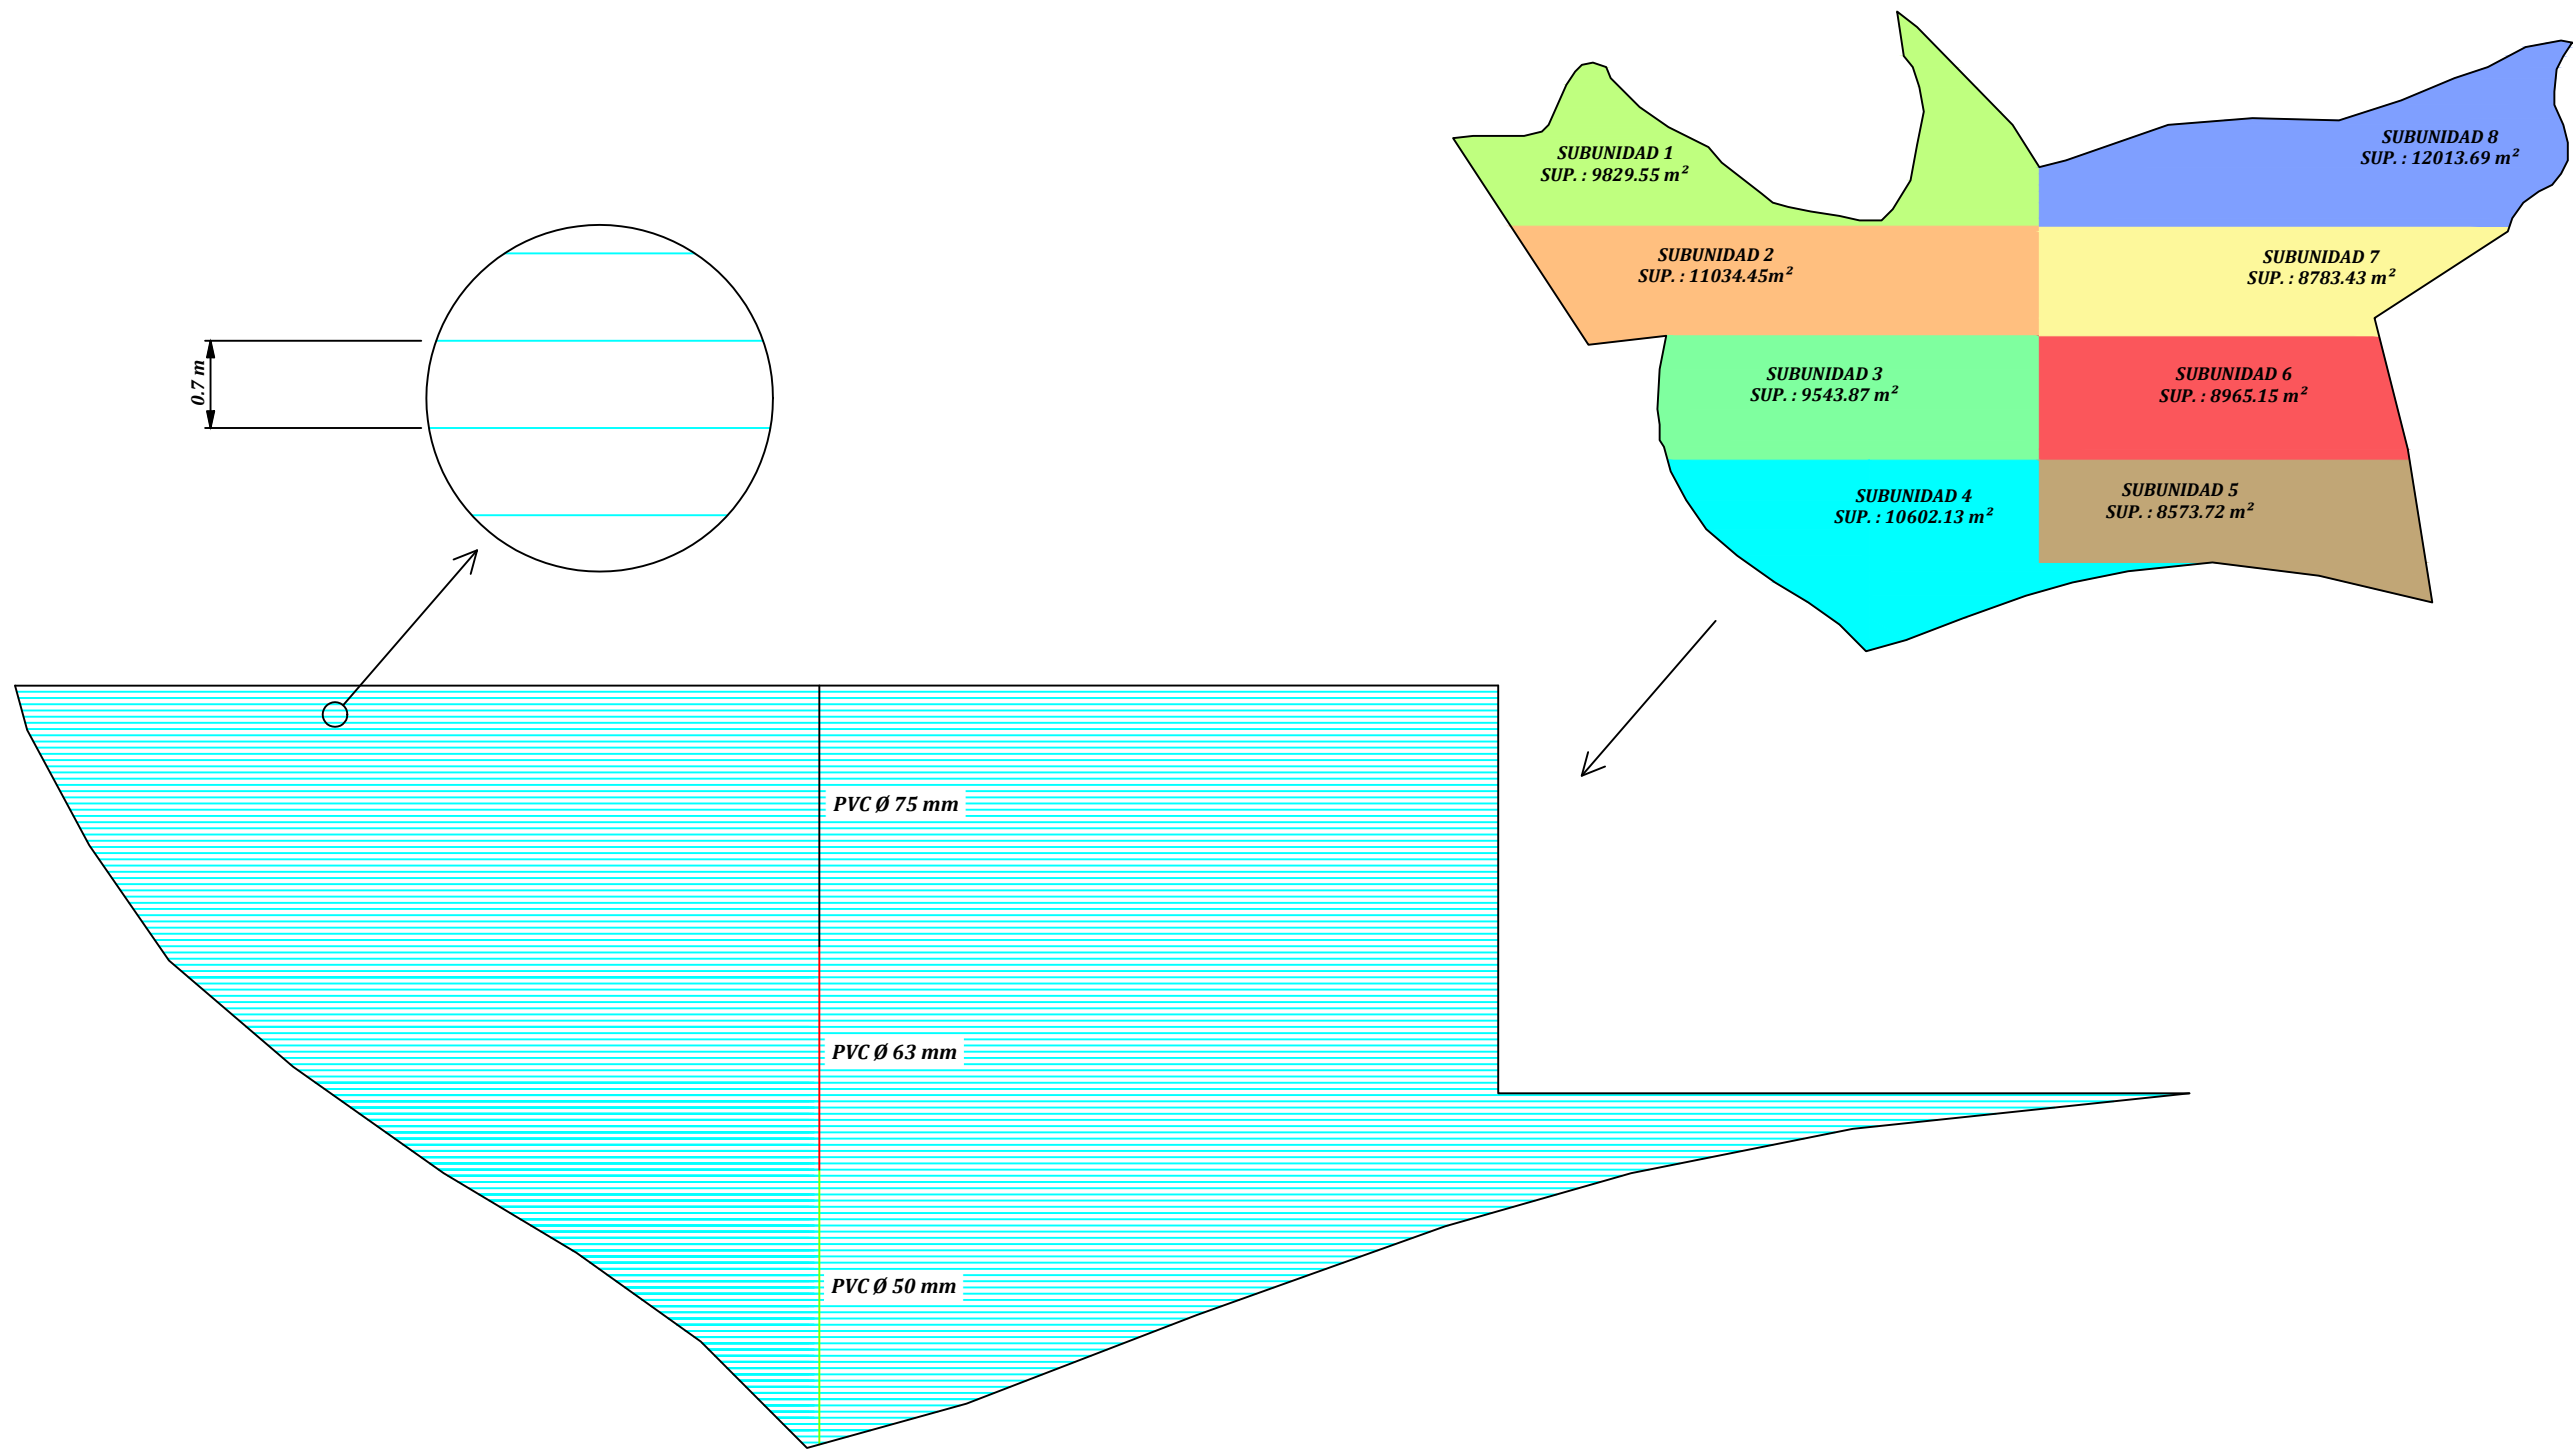 SUBUNIDAD 1
SUP. : 9829.55 m²
SUBUNIDAD 8
SUP. : 12013.69 m²
SUBUNIDAD 2
SUP. : 11034.45m²
SUBUNIDAD 7
SUP. : 8783.43 m²
SUBUNIDAD 3
SUP. : 9543.87 m²
SUBUNIDAD 6
SUP. : 8965.15 m²
SUBUNIDAD 4
SUP. : 10602.13 m²
SUBUNIDAD 5
SUP. : 8573.72 m²
0.7 m
PVC Ø 75 mm
PVC Ø 63 mm
PVC Ø 50 mm